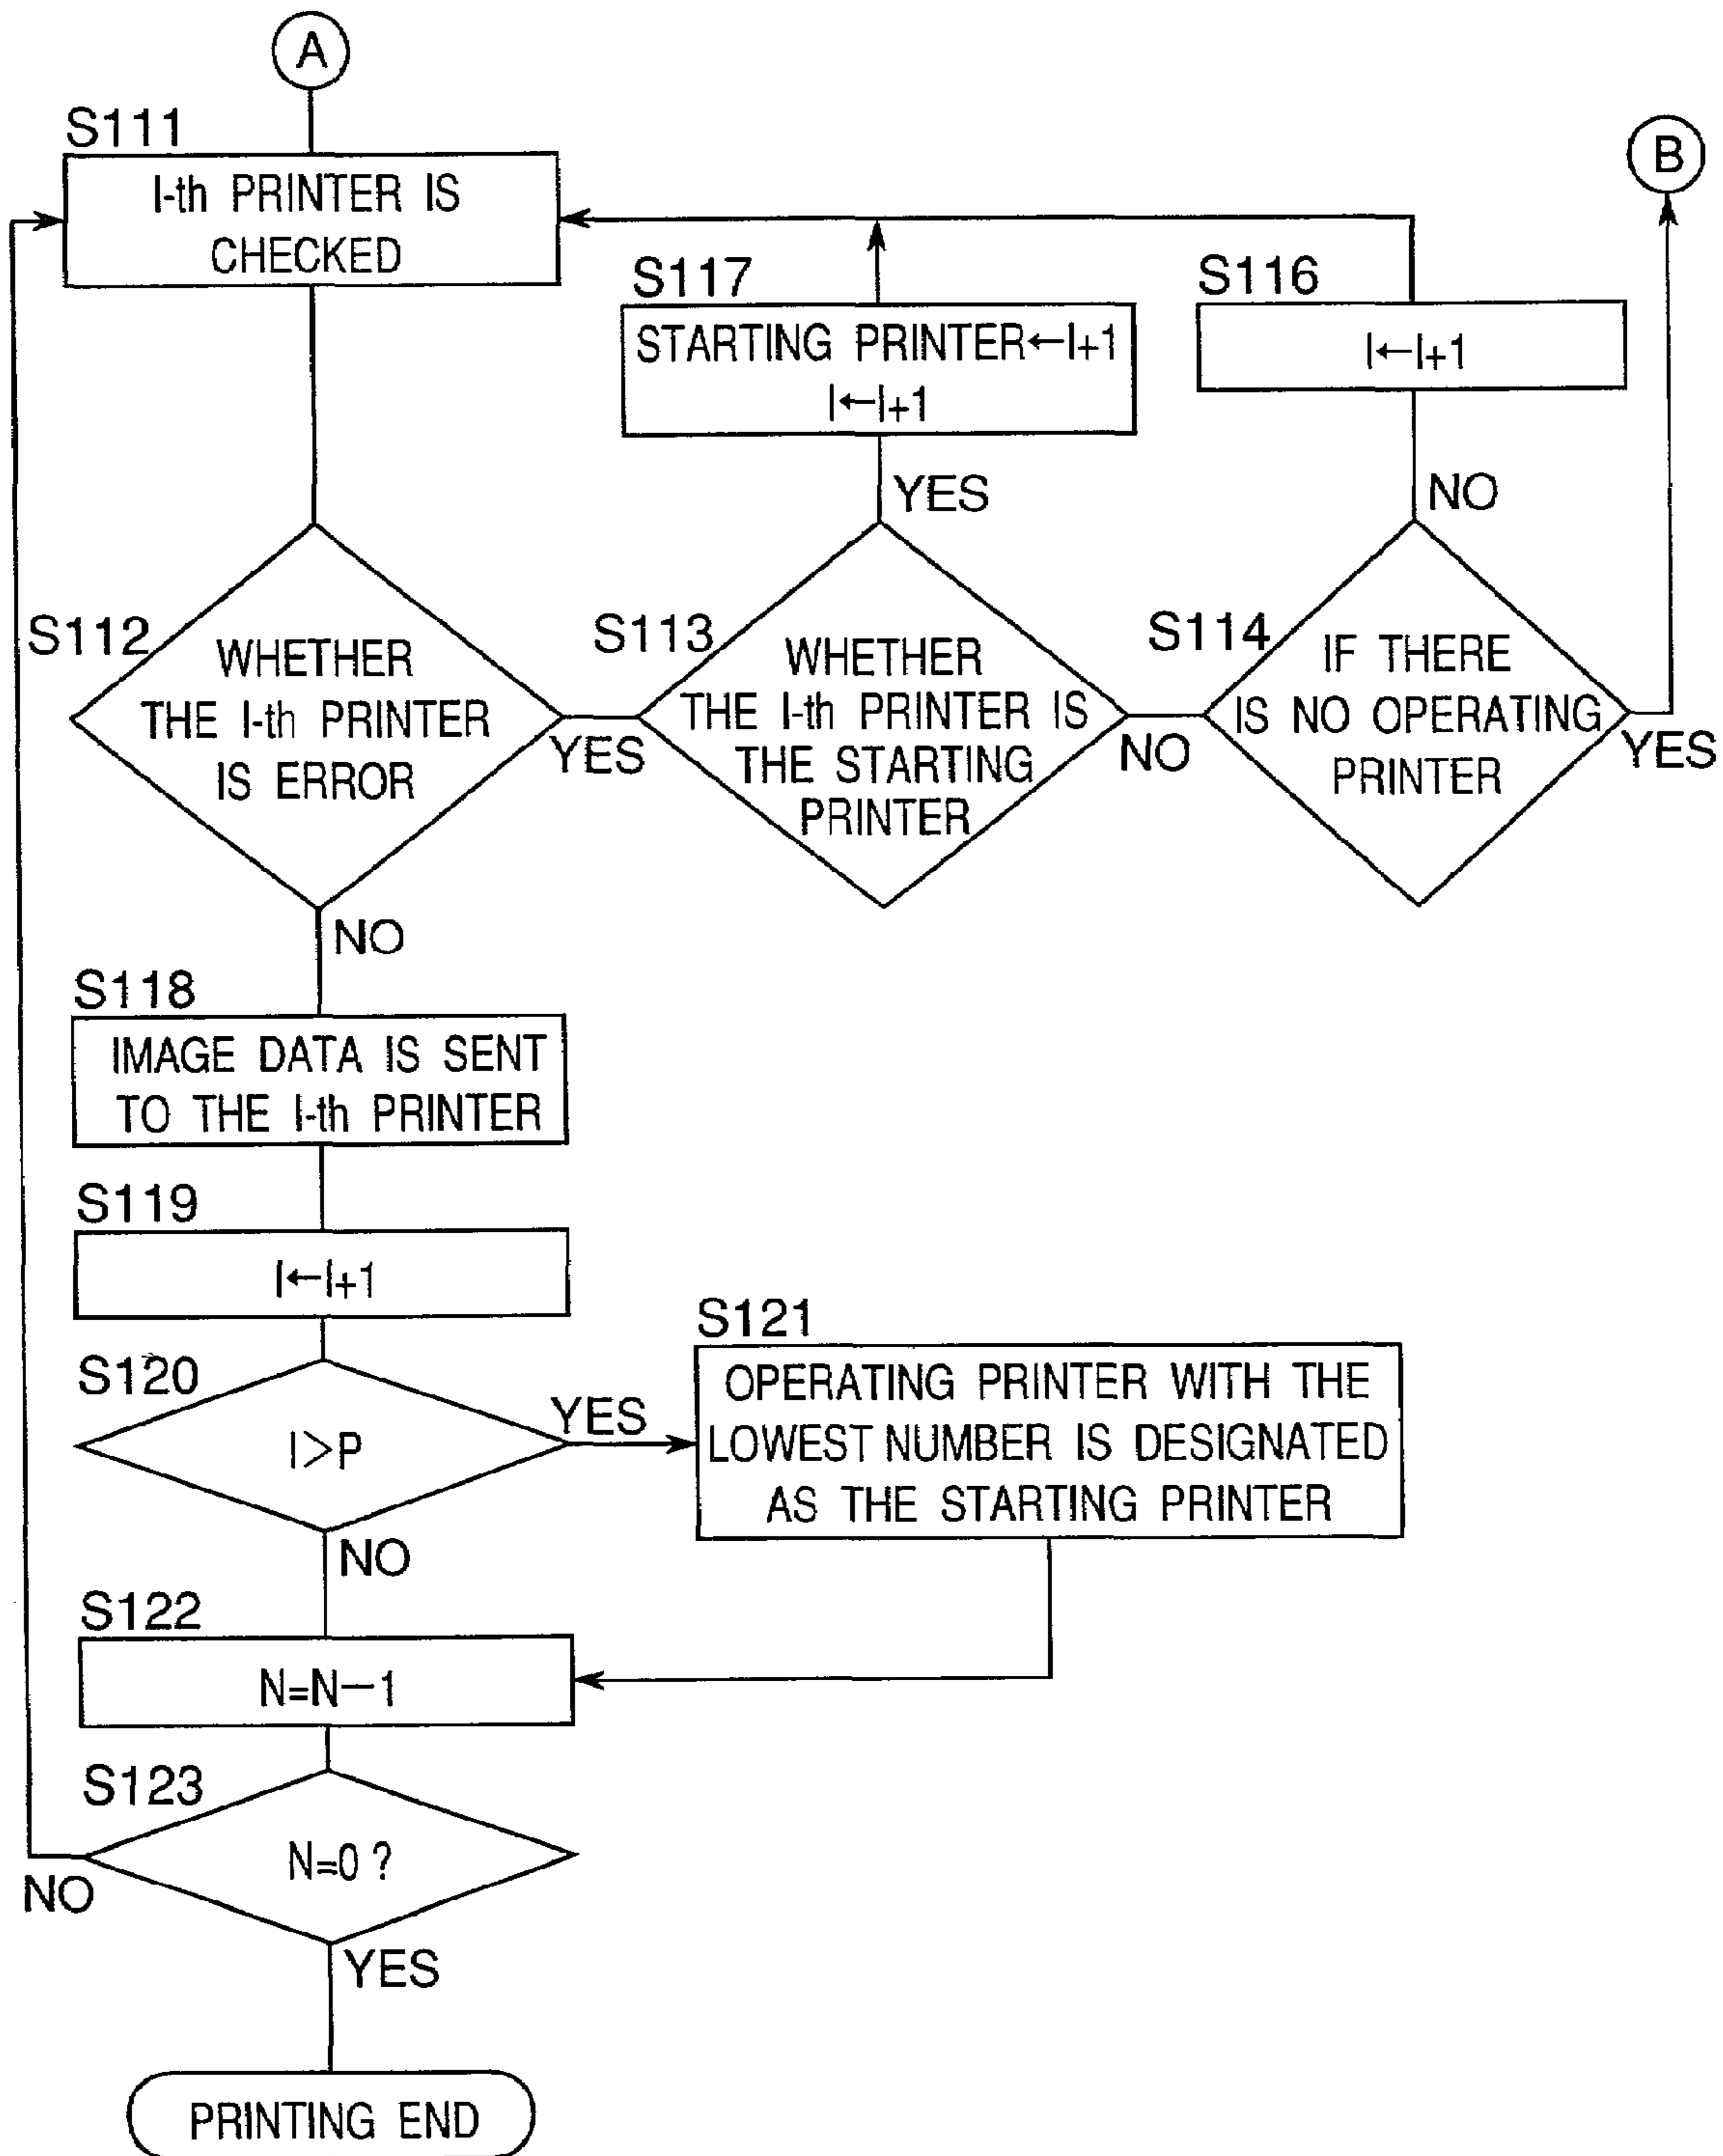 A
B
S111
I-th PRINTER IS
CHECKED
S117
STARTING PRINTER←I+1
I←I+1
S116
I←I+1
YES
NO
S112
WHETHER
THE I-th PRINTER
IS ERROR
YES
S113
WHETHER
THE I-th PRINTER IS
THE STARTING
PRINTER
NO
S114
IF THERE
IS NO OPERATING
PRINTER
YES
NO
S118
IMAGE DATA IS SENT
TO THE I-th PRINTER
S119
I←I+1
S120
I>P
YES
S121
OPERATING PRINTER WITH THE
LOWEST NUMBER IS DESIGNATED
AS THE STARTING PRINTER
NO
S122
N=N−1
S123
N=0?
NO
YES
PRINTING END